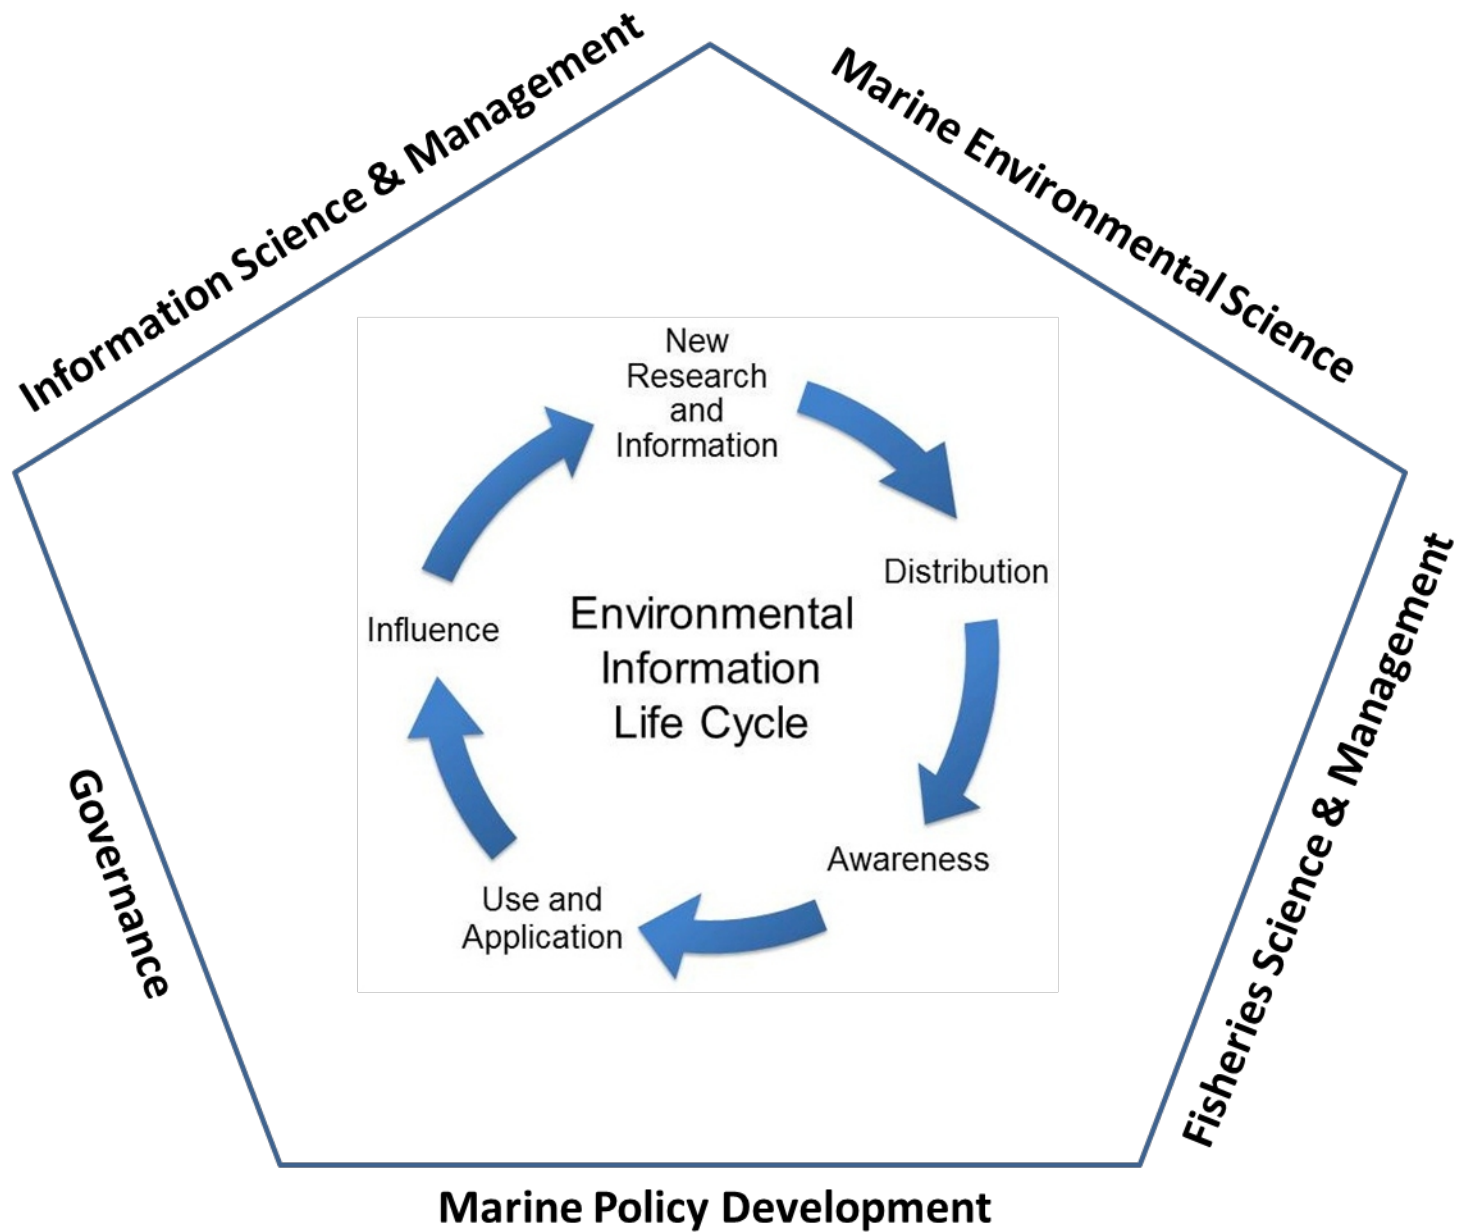 Information Science & Management
Marine Environmental Science
New
Research
and
Information
Distribution
Environmental
Information
Life Cycle
Influence
Awareness
Use and
Application
Governance
Fisheries Science & Management
Marine Policy Development